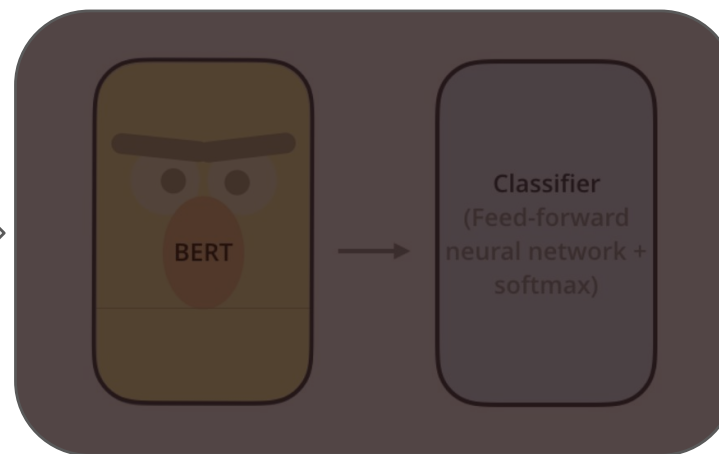 BERT
Classifier
(Feed-forward
neural network +
softmax)